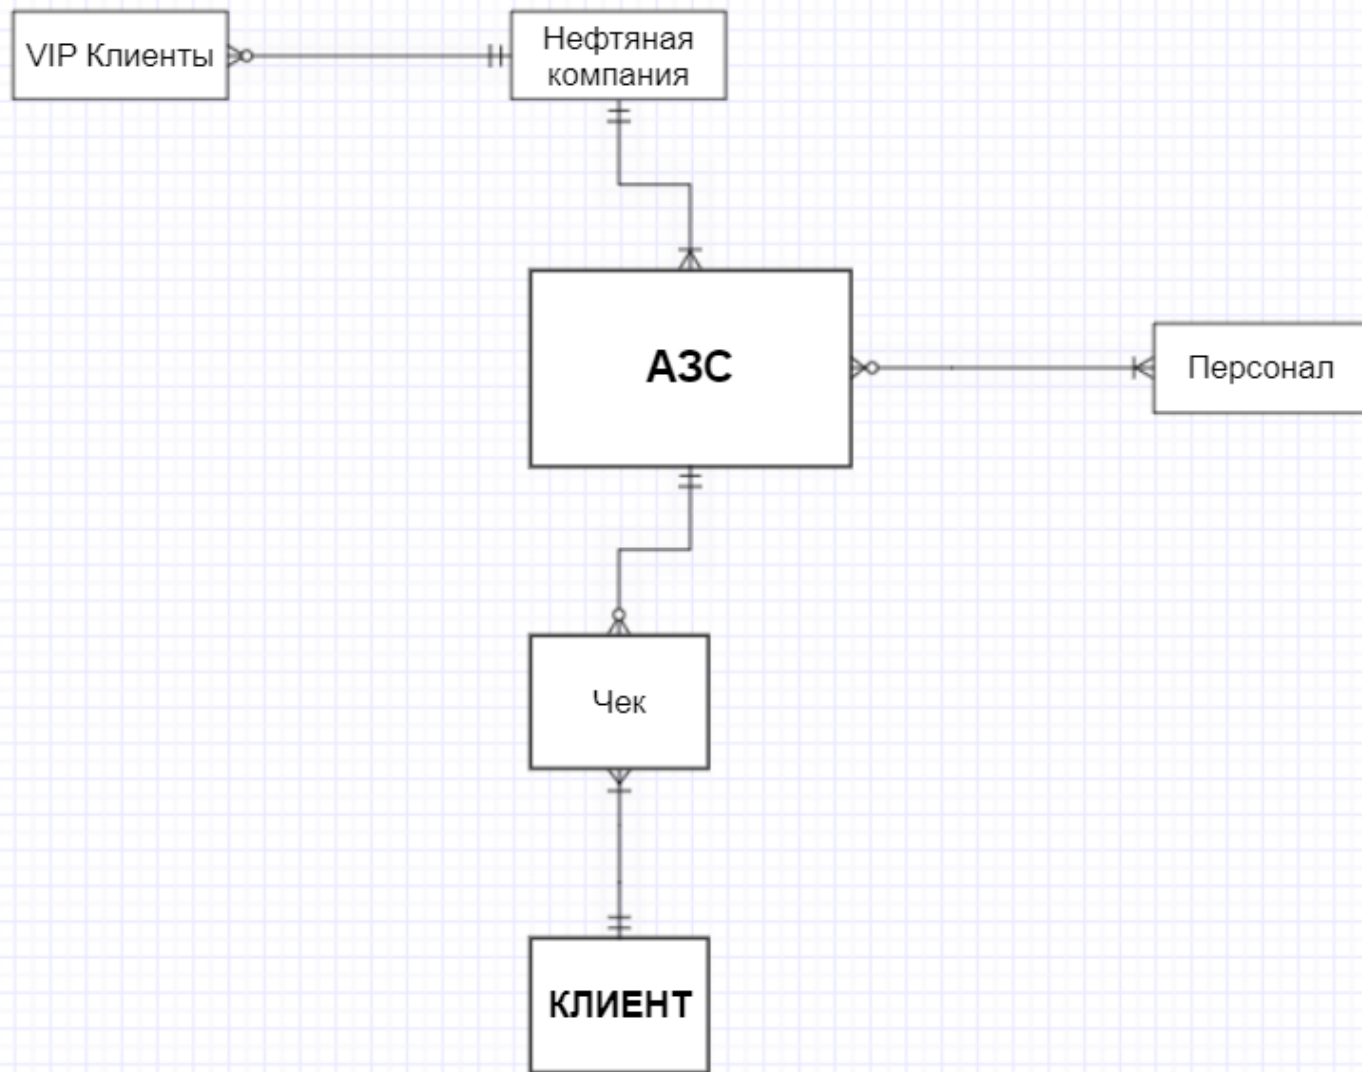 VIP Клиенты
Нефтяная
компания
АЗС
Персонал
Чек
КЛИЕНТ